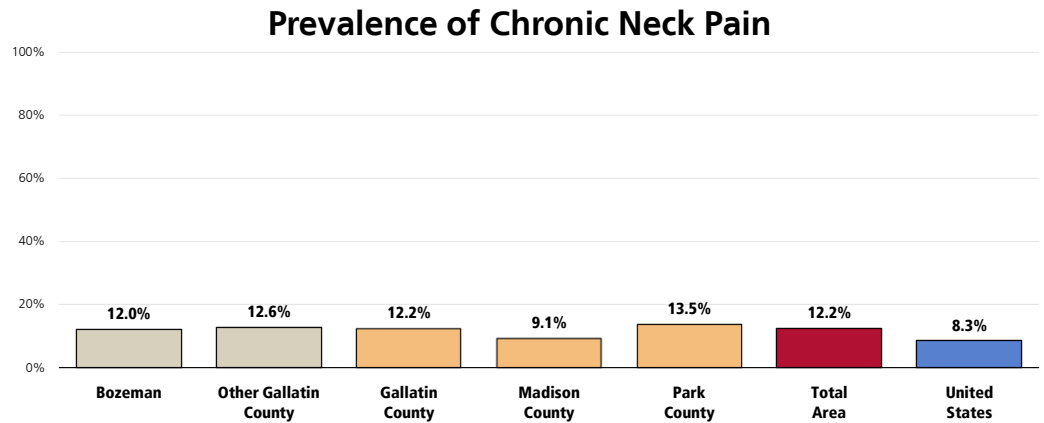 Prevalence of Chronic Neck Pain
100%
80%
60%
40%
20%
0%
12.0%
12.6%
12.2%
9.1%
13.5%
12.2%
8.3%
Bozeman
Other Gallatin
County
Gallatin
County
Madison
County
Park
County
Total
Area
United
States